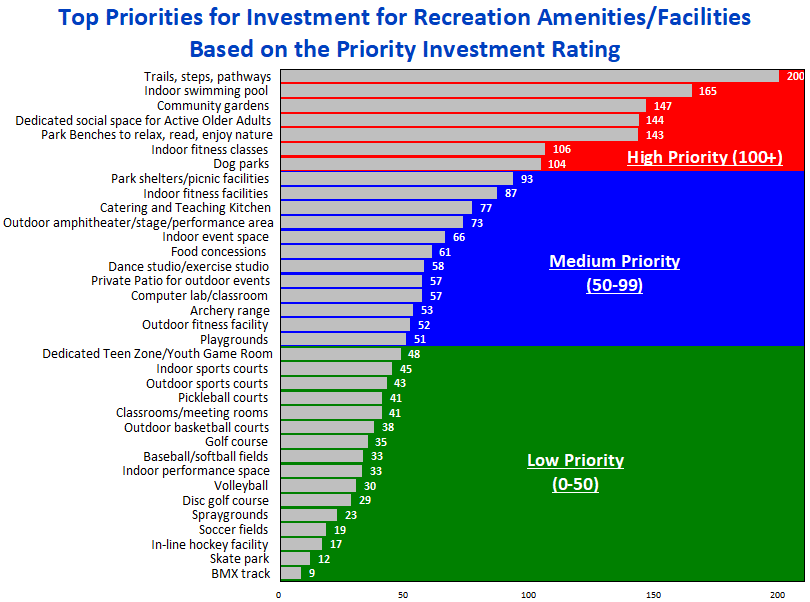 Top Priorities for Investment for Recreation Amenities/Facilities
Based on the Priority Investment Rating
Trails, steps, pathways 200
Indoor swimming pool 165
Community gardens 147
Dedicated social space for Active Older Adults 144
Park Benches to relax, read, enjoy nature 143
Indoor fitness classes 106
High Priority (100+)
Dog parks 104
Park shelters/picnic facilities 93
Indoor fitness facilities 87
Catering and Teaching Kitchen 77
Outdoor amphitheater/stage/performance area 73
Indoor event space 66
Food concessions 61
Medium Priority
Dance studio/exercise studio 58
Private Patio for outdoor events 57
(50-99)
Computer lab/classroom 57
Archery range 53
Outdoor fitness facility 52
Playgrounds 51
Dedicated Teen Zone/Youth Game Room 48
Indoor sports courts 45
Outdoor sports courts 43
Pickleball courts 41
Classrooms/meeting rooms 41
Outdoor basketball courts 38
Golf course 35
Baseball/softball fields 33
Low Priority
Indoor performance space 33
(0-50)
Volleyball 30
Disc golf course 29
Spraygrounds 23
Soccer fields 19
In-line hockey facility 17
Skate park 12
BMX track 9
0 50 100 150 200